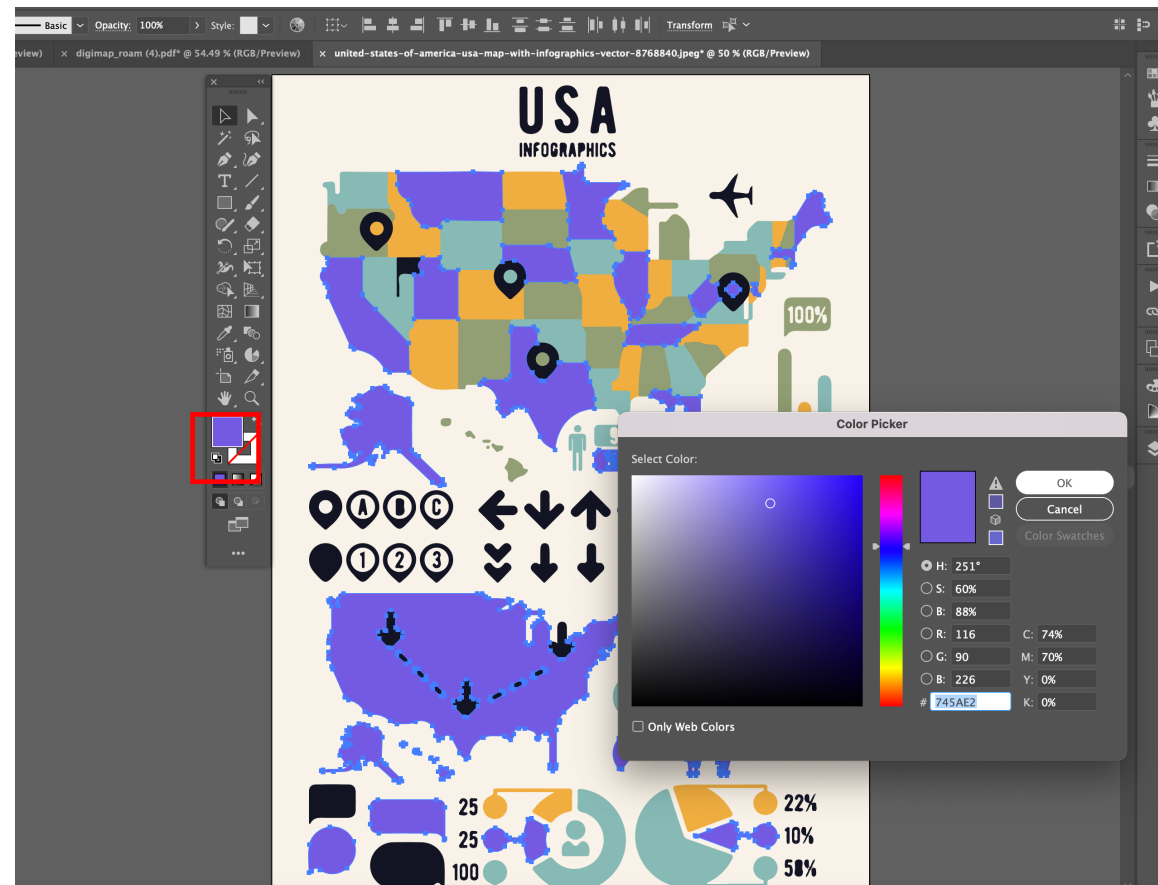 Basic Opacity: 100% Style: Transform
eview) × digimap_roam (4).pdf* @ 54.49 % (RGB/Preview) × united-states-of-america-usa-map-with-infographics-vector-8768840.jpeg* @ 50 % (RGB/Preview)
USA
INFOGRAPHICS
100%
A B C
1 2 3
25
25
100
22%
10%
58%
Color Picker
Select Color:
OK
Cancel
Color Swatches
H: 251°
S: 60%
B: 88%
R: 116 C: 74%
G: 90 M: 70%
B: 226 Y: 0%
# 745AE2 K: 0%
Only Web Colors